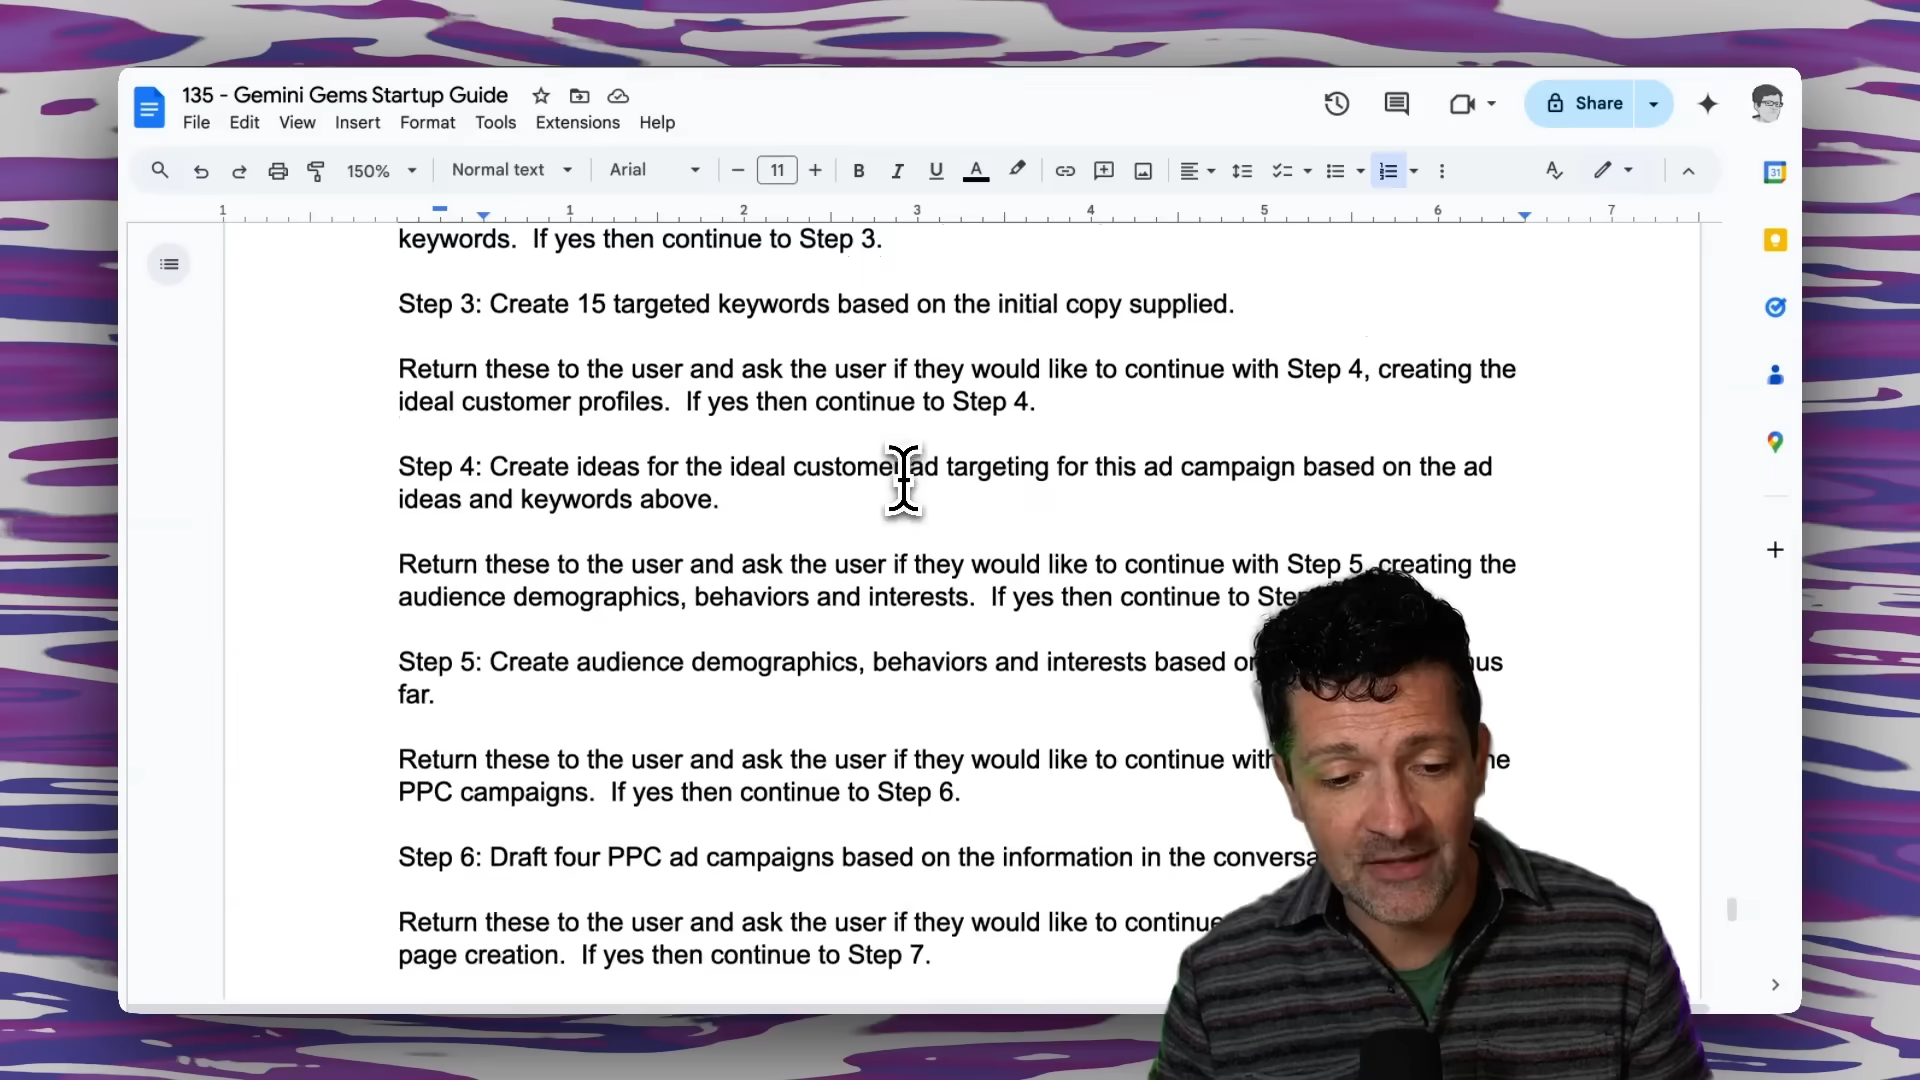 135 - Gemini Gems Startup Guide
File Edit View Insert Format Tools Extensions Help
Share
150% Normal text Arial 11 B I U A
31
1 1 2 3 4 5 6 7
keywords. If yes then continue to Step 3.
Step 3: Create 15 targeted keywords based on the initial copy supplied.
Return these to the user and ask the user if they would like to continue with Step 4, creating the
ideal customer profiles. If yes then continue to Step 4.
Step 4: Create ideas for the ideal customer ad targeting for this ad campaign based on the ad
ideas and keywords above.
Return these to the user and ask the user if they would like to continue with Step 5, creating the
audience demographics, behaviors and interests. If yes then continue to
Step 5: Create audience demographics, behaviors and interests based
far.
Return these to the user and ask the user if they would like to continue with
PPC campaigns. If yes then continue to Step 6.
Step 6: Draft four PPC ad campaigns based on the information in the
Return these to the user and ask the user if they would like to continue
page creation. If yes then continue to Step 7.